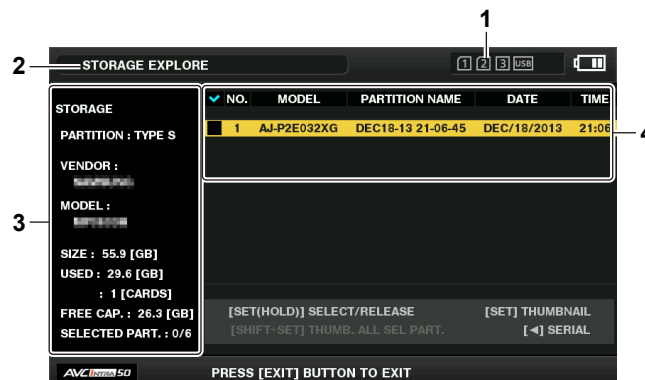 1
2
STORAGE EXPLORE
1 2 3 USB
3
STORAGE
PARTITION : TYPE S
VENDOR :
MODEL :
SIZE : 55.9 [GB]
USED : 29.6 [GB]
: 1 [CARDS]
FREE CAP. : 26.3 [GB]
SELECTED PART. : 0/6
NO. MODEL PARTITION NAME DATE TIME
1 AJ-P2E032XG DEC18-13 21-06-45 DEC/18/2013 21:06
4
[SET(HOLD)] SELECT/RELEASE [SET] THUMBNAIL
[SHIFT+SET] THUMB. ALL SEL PART. [◀] SERIAL
AVC INTRA 50 PRESS [EXIT] BUTTON TO EXIT